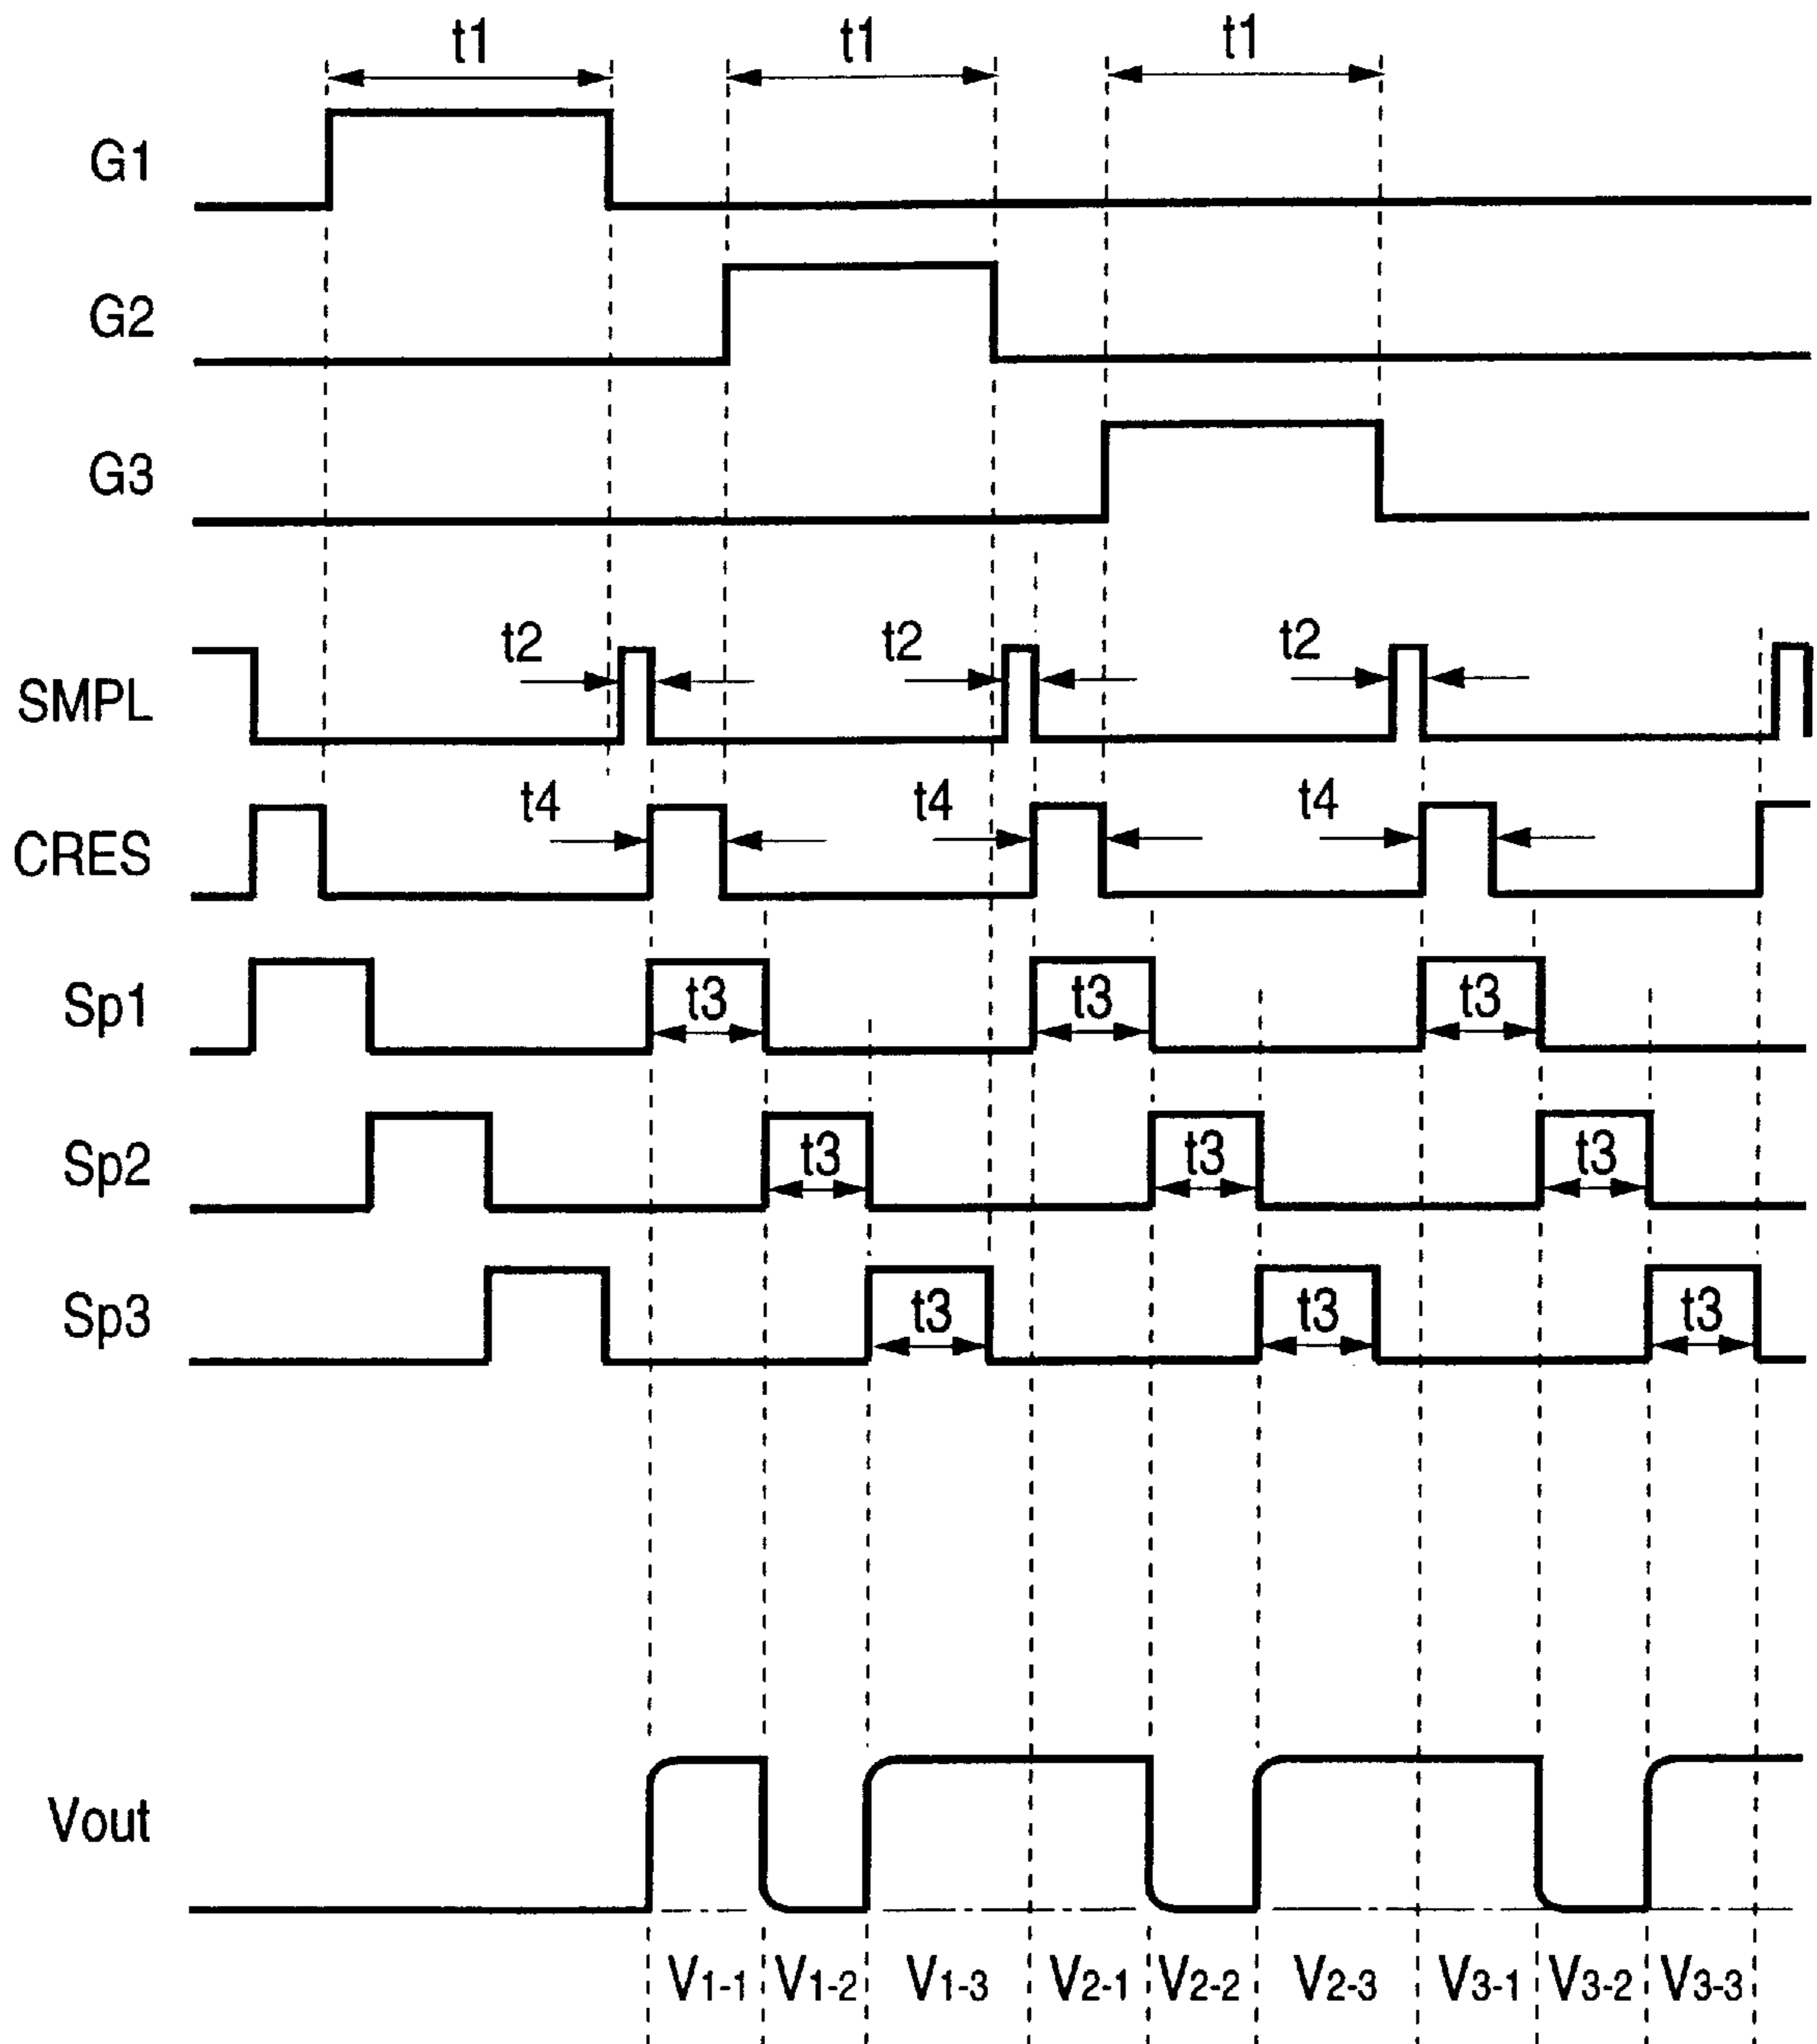 t1 t1 t1
G1
G2
G3
t2 t2 t2
SMPL
t4 t4 t4
CRES
Sp1 t3 t3 t3
Sp2 t3 t3 t3
Sp3 t3 t3 t3
Vout
V1-1 V1-2 V1-3 V2-1 V2-2 V2-3 V3-1 V3-2 V3-3